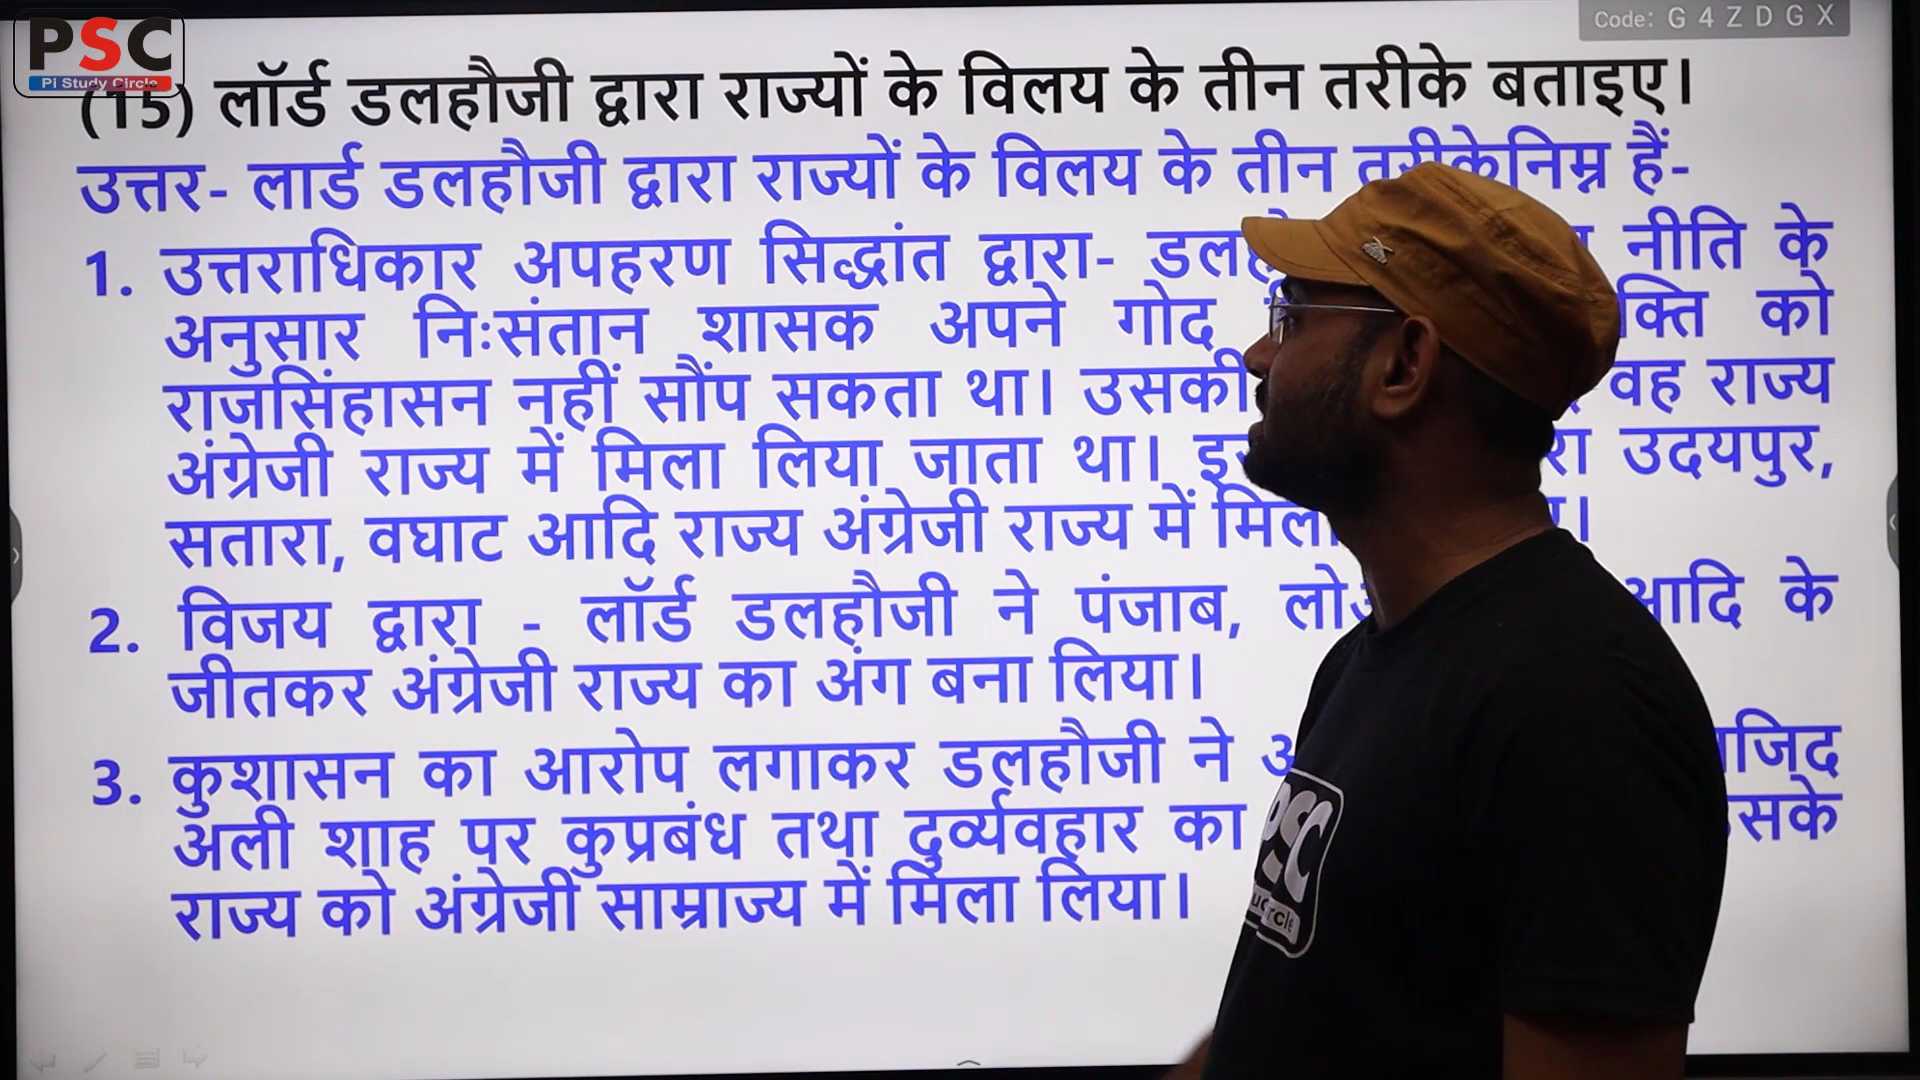 PSC
Pi Study Circle
Code: G 4 Z D G X
(15) लॉर्ड डलहौजी द्वारा राज्यों के विलय के तीन तरीके बताइए।
उत्तर- लार्ड डलहौजी द्वारा राज्यों के विलय के तीन तरीकेनिम्न हैं-
1. उत्तराधिकार अपहरण सिद्धांत द्वारा- नीति के
अनुसार निःसंतान शासक अपने गोद को
राजसिंहासन नहीं सौंप सकता था। उसकी वह राज्य
अंग्रेजी राज्य में मिला लिया जाता था। उदयपुर,
सतारा, वघाट आदि राज्य अंग्रेजी राज्य में
2. विजय द्वारा - लॉर्ड डलहौजी ने पंजाब, आदि के
जीतकर अंग्रेजी राज्य का अंग बना लिया।
3. कुशासन का आरोप लगाकर डलहौजी ने
अली शाह पर कुप्रबंध तथा दुर्व्यवहार का
राज्य को अंग्रेजी साम्राज्य में मिला लिया।
PSC